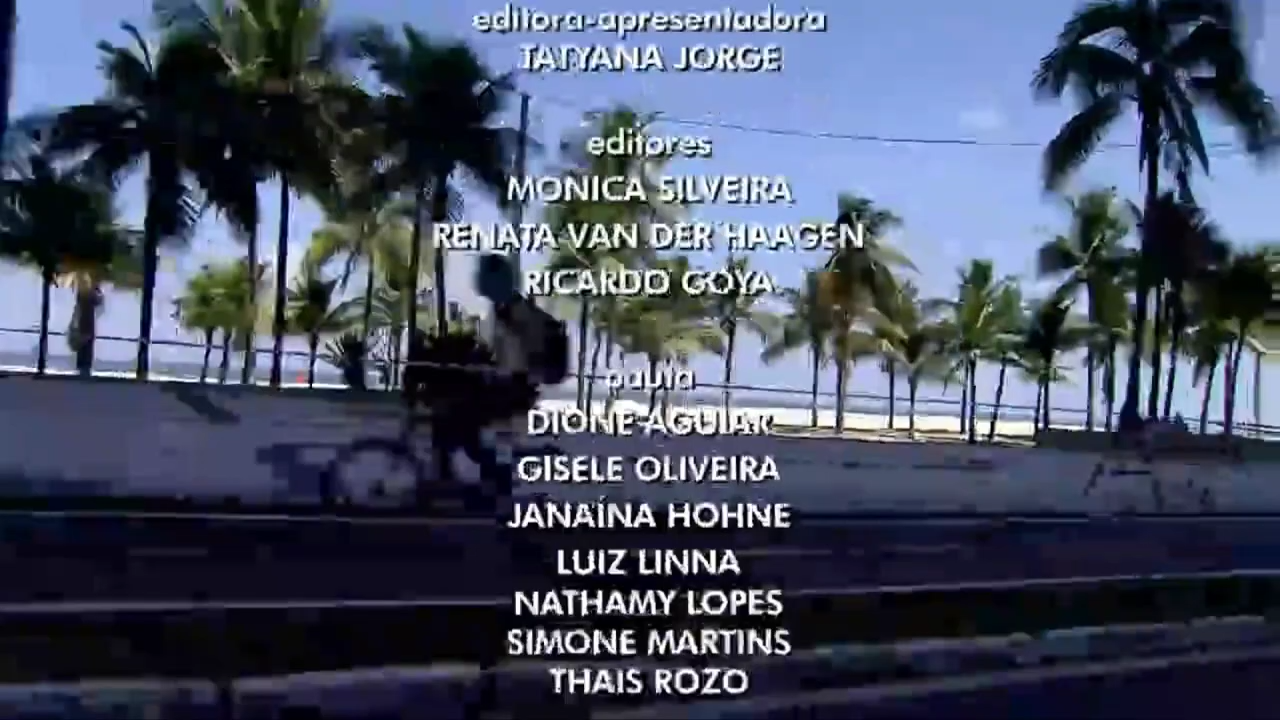 editora-apresentadora
TATYANA JORGE
editores
MONICA SILVEIRA
RENATA VAN DER HAAGEN
RICARDO GOYA
pauta
DIONE AGUIAR
GISELE OLIVEIRA
JANAÍNA HOHNE
LUIZ LINNA
NATHAMY LOPES
SIMONE MARTINS
THAIS ROZO